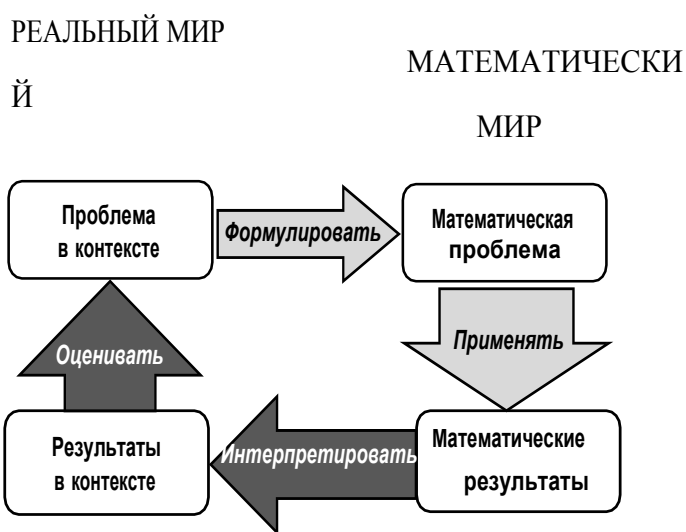 РЕАЛЬНЫЙ МИР
МАТЕМАТИЧЕСКИ
Й
МИР
Проблема
в контексте
Формулировать
Математическая
проблема
Применять
Оценивать
Результаты
в контексте
Интерпретировать
Математические
результаты